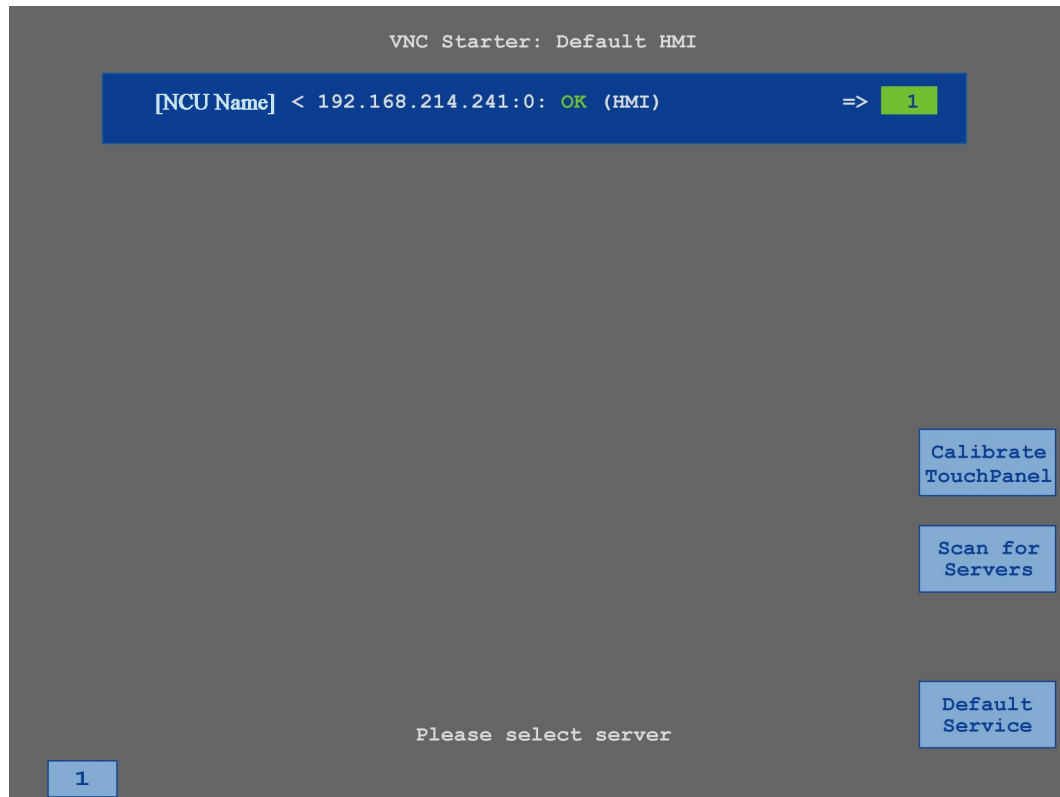 VNC Starter: Default HMI
[NCU Name] < 192.168.214.241:0: OK (HMI) => 1
Calibrate
TouchPanel
Scan for
Servers
Default
Service
Please select server
1